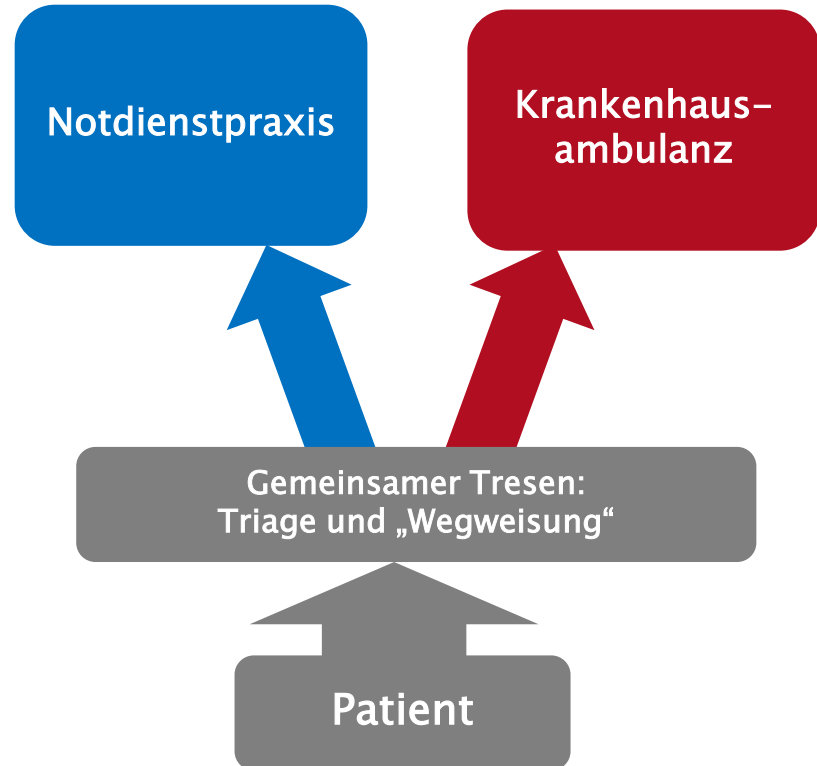 Notdienstpraxis
Krankenhaus-
ambulanz
Gemeinsamer Tresen:
Triage und „Wegweisung“
Patient